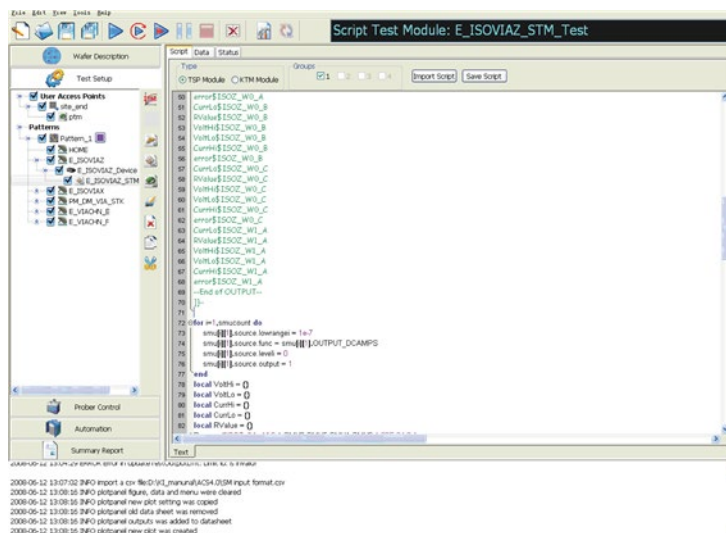 File Edit View Tools Help
Script Test Module: E_ISOVIAZ_STM_Test
Wafer Description
Test Setup
User Access Points
site_end
ptm
Patterns
Pattern_1
HOME
E_ISOVIAZ
E_ISOVIAZ_Device
E_ISOVIAZ_STM
E_ISOVIAX
PM_DM_VIA_STK
E_VIACHN_E
E_VIACHN_F
Prober Control
Automation
Summary Report
Script Data Status
Type
TSP Module KTM Module
Groups
1 2 3 4
Import Script Save Script
50 error$ISOZ_W0_A
51 CurrLo$ISOZ_W0_B
52 RValue$ISOZ_W0_B
53 VoltHi$ISOZ_W0_B
54 VoltLo$ISOZ_W0_B
55 CurrHi$ISOZ_W0_B
56 error$ISOZ_W0_B
57 CurrLo$ISOZ_W0_C
58 RValue$ISOZ_W0_C
59 VoltHi$ISOZ_W0_C
60 VoltLo$ISOZ_W0_C
61 CurrHi$ISOZ_W0_C
62 error$ISOZ_W0_C
63 CurrLo$ISOZ_W1_A
64 RValue$ISOZ_W1_A
65 VoltHi$ISOZ_W1_A
66 VoltLo$ISOZ_W1_A
67 CurrHi$ISOZ_W1_A
68 error$ISOZ_W1_A
69 --End of OUTPUT--
70 ]]--
71
72 for i=1,smucount do
73 smu[i][1].source.lowrangei = 1e-7
74 smu[i][1].source.func = smu[i][1].OUTPUT_DCAMPS
75 smu[i][1].source.leveli = 0
76 smu[i][1].source.output = 1
77 end
78 local VoltHi = {}
79 local VoltLo = {}
80 local CurrHi = {}
81 local CurrLo = {}
82 local RValue = {}
Text
2008-06-12 13:07:02 INFO import a csv file:D:\KI_manunal\ACS4.0\SM input format.csv
2008-06-12 13:08:16 INFO plotpanel figure, data and menu were cleared
2008-06-12 13:08:16 INFO plotpanel new plot setting was copied
2008-06-12 13:08:16 INFO plotpanel old data sheet was removed
2008-06-12 13:08:16 INFO plotpanel outputs was added to datasheet
2008-06-12 13:08:16 INFO plotpanel new plot was created